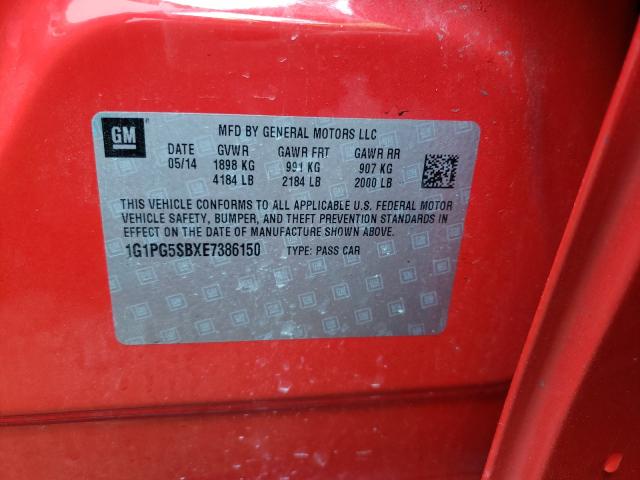 GM
MFD BY GENERAL MOTORS LLC
DATE GVWR GAWR FRT GAWR RR
05/14 1898 KG 991 KG 907 KG
4184 LB 2184 LB 2000 LB
THIS VEHICLE CONFORMS TO ALL APPLICABLE U.S. FEDERAL MOTOR
VEHICLE SAFETY, BUMPER, AND THEFT PREVENTION STANDARDS IN
EFFECT ON THE DATE OF MANUFACTURE SHOWN ABOVE.
1G1PG5SBXE7386150 TYPE: PASS CAR